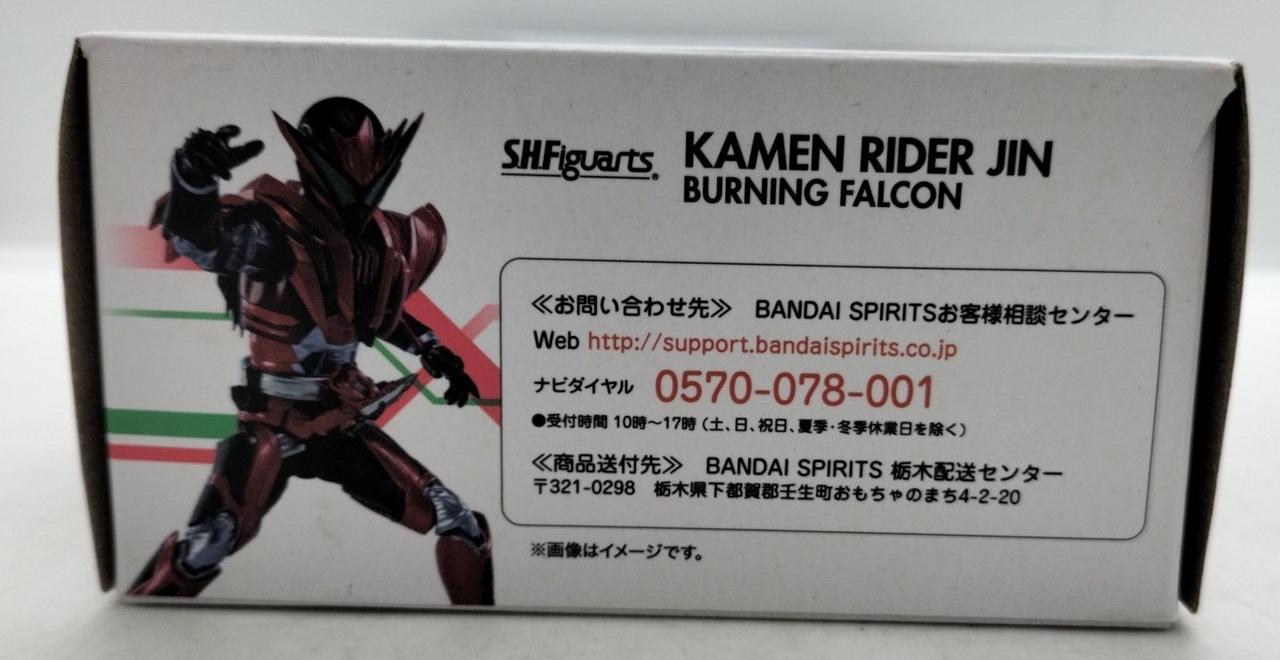 S.H.Figuarts®
KAMEN RIDER JIN
BURNING FALCON
≪お問い合わせ先≫ BANDAI SPIRITSお客様相談センター
Web http://support.bandaispirits.co.jp
ナビダイヤル 0570-078-001
●受付時間 10時～17時（土、日、祝日、夏季・冬季休業日を除く）
≪商品送付先≫ BANDAI SPIRITS 栃木配送センター
〒321-0298 栃木県下都賀郡壬生町おもちゃのまち4-2-20
※画像はイメージです。